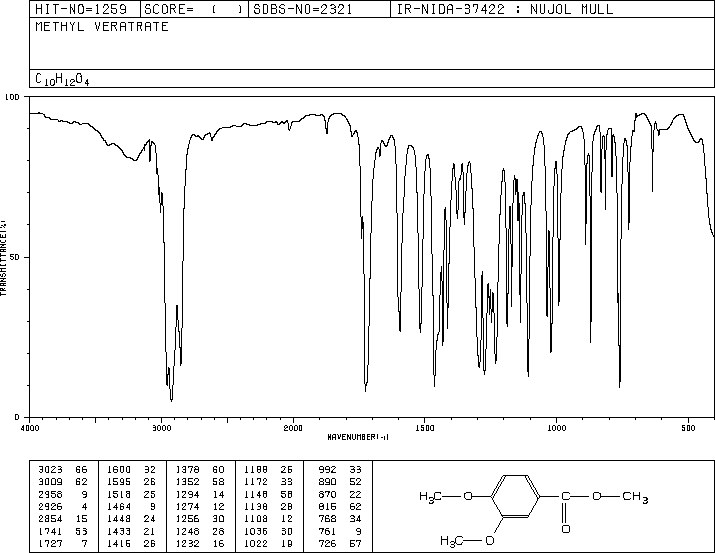 HIT-NO=1259 SCORE= ( ) SDBS-NO=2321 IR-NIDA-37422 : NUJOL MULL
METHYL VERATRATE
C10H12O4
100
TRANSMITTANCE(%)
50
0
4000 3000 2000 1500 1000 500
WAVENUMBER(-1)
3023 66 1600 32 1378 60 1188 26 992 33
3009 62 1595 26 1352 58 1172 33 890 52
2958 9 1518 25 1294 14 1148 58 870 22
2926 4 1464 9 1274 12 1138 28 816 62
2854 15 1448 24 1256 30 1108 12 768 34
1741 53 1433 21 1248 28 1036 30 761 9
1727 7 1416 26 1232 16 1022 19 726 57
H3C O C O CH3
H3C O O